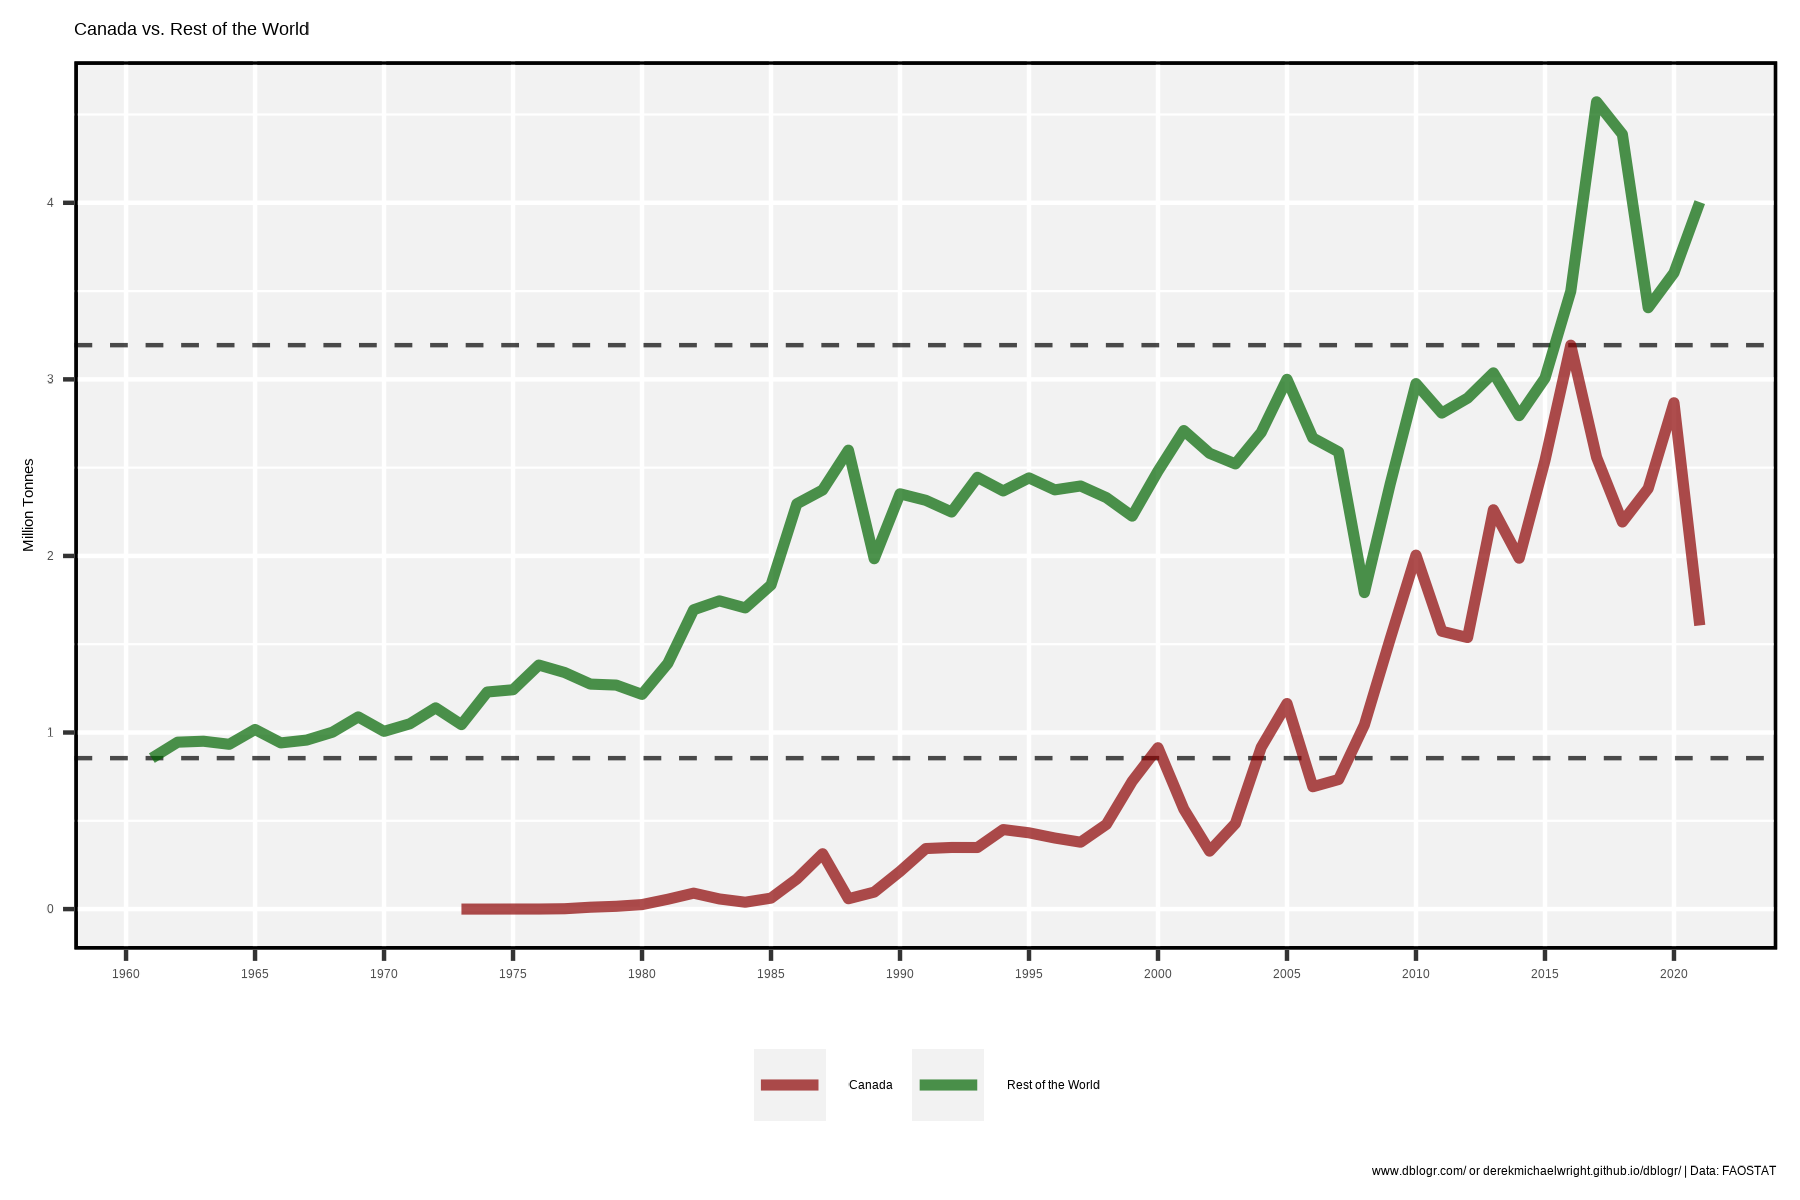 Canada vs. Rest of the World
Million Tonnes
4
3
2
1
0
1960 1965 1970 1975 1980 1985 1990 1995 2000 2005 2010 2015 2020
Canada Rest of the World
www.dblogr.com/ or derekmichaelwright.github.io/dblogr/ | Data: FAOSTAT